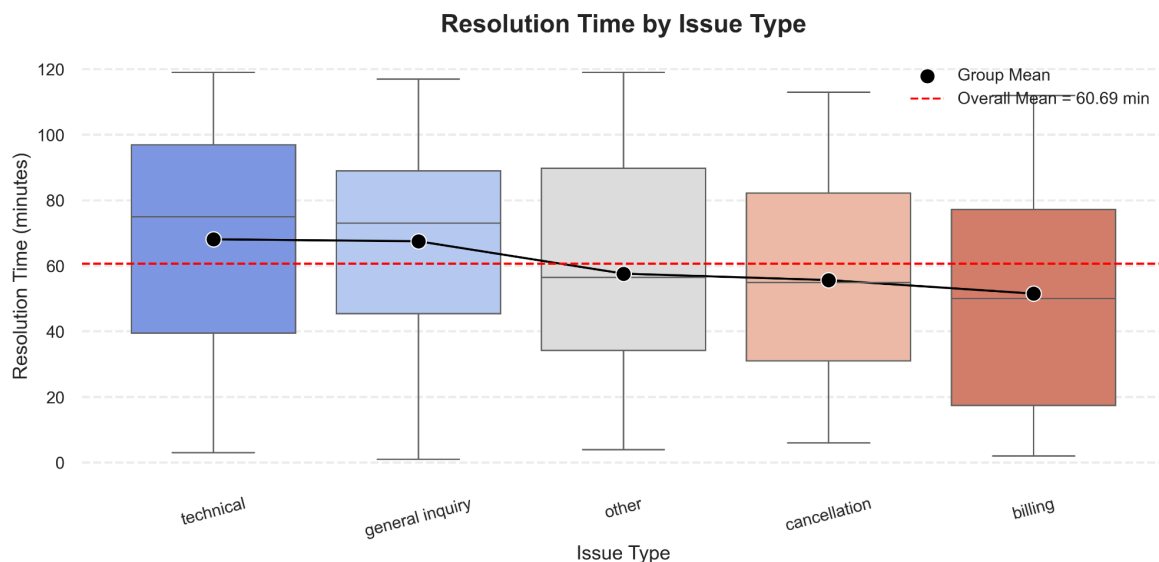 Resolution Time by Issue Type
Group Mean
Overall Mean = 60.69 min
Resolution Time (minutes)
120
100
80
60
40
20
0
technical
general inquiry
other
cancellation
billing
Issue Type